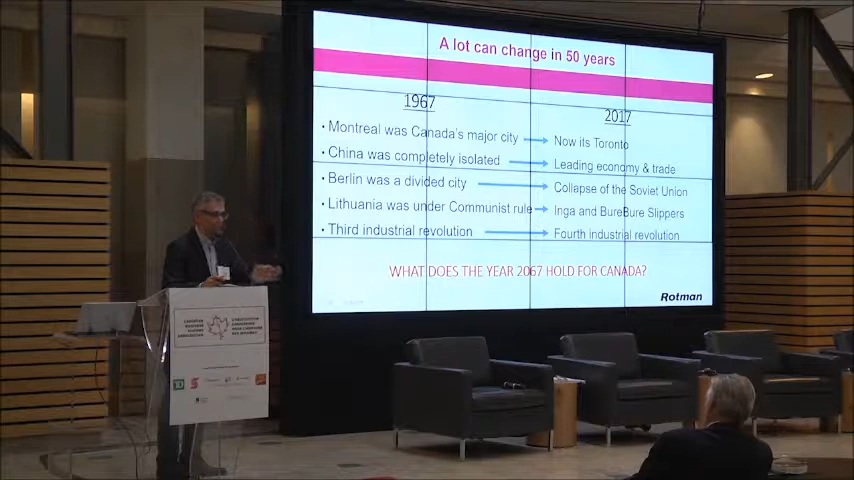 A lot can change in 50 years
1967
2017
• Montreal was Canada's major city
Now its Toronto
• China was completely isolated
Leading economy & trade
• Berlin was a divided city
Collapse of the Soviet Union
• Lithuania was under Communist rule
Inga and BureBure Slippers
• Third industrial revolution
Fourth industrial revolution
WHAT DOES THE YEAR 2067 HOLD FOR CANADA?
Rotman
TD